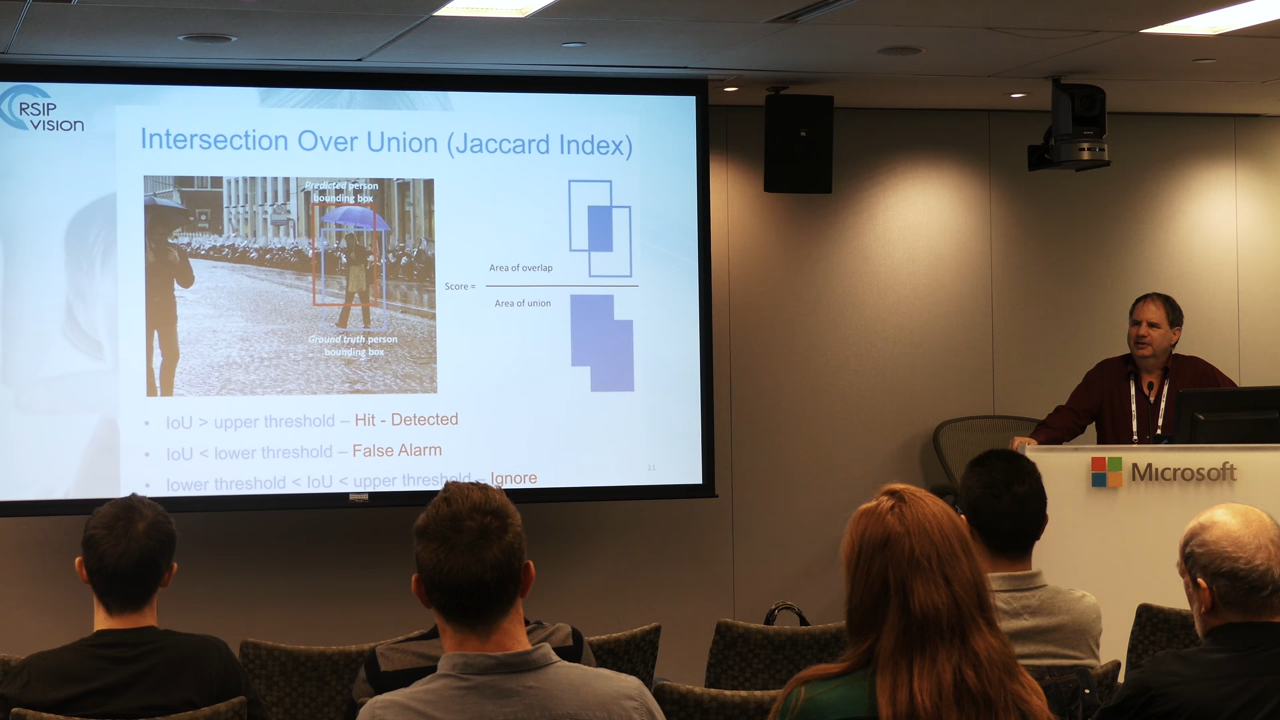 RSIP
vision
Intersection Over Union (Jaccard Index)
Predicted person
bounding box
Ground truth person
bounding box
Score =
Area of overlap
Area of union
• IoU > upper threshold – Hit - Detected
• IoU < lower threshold – False Alarm
• lower threshold < IoU < upper threshold – Ignore
11
Microsoft